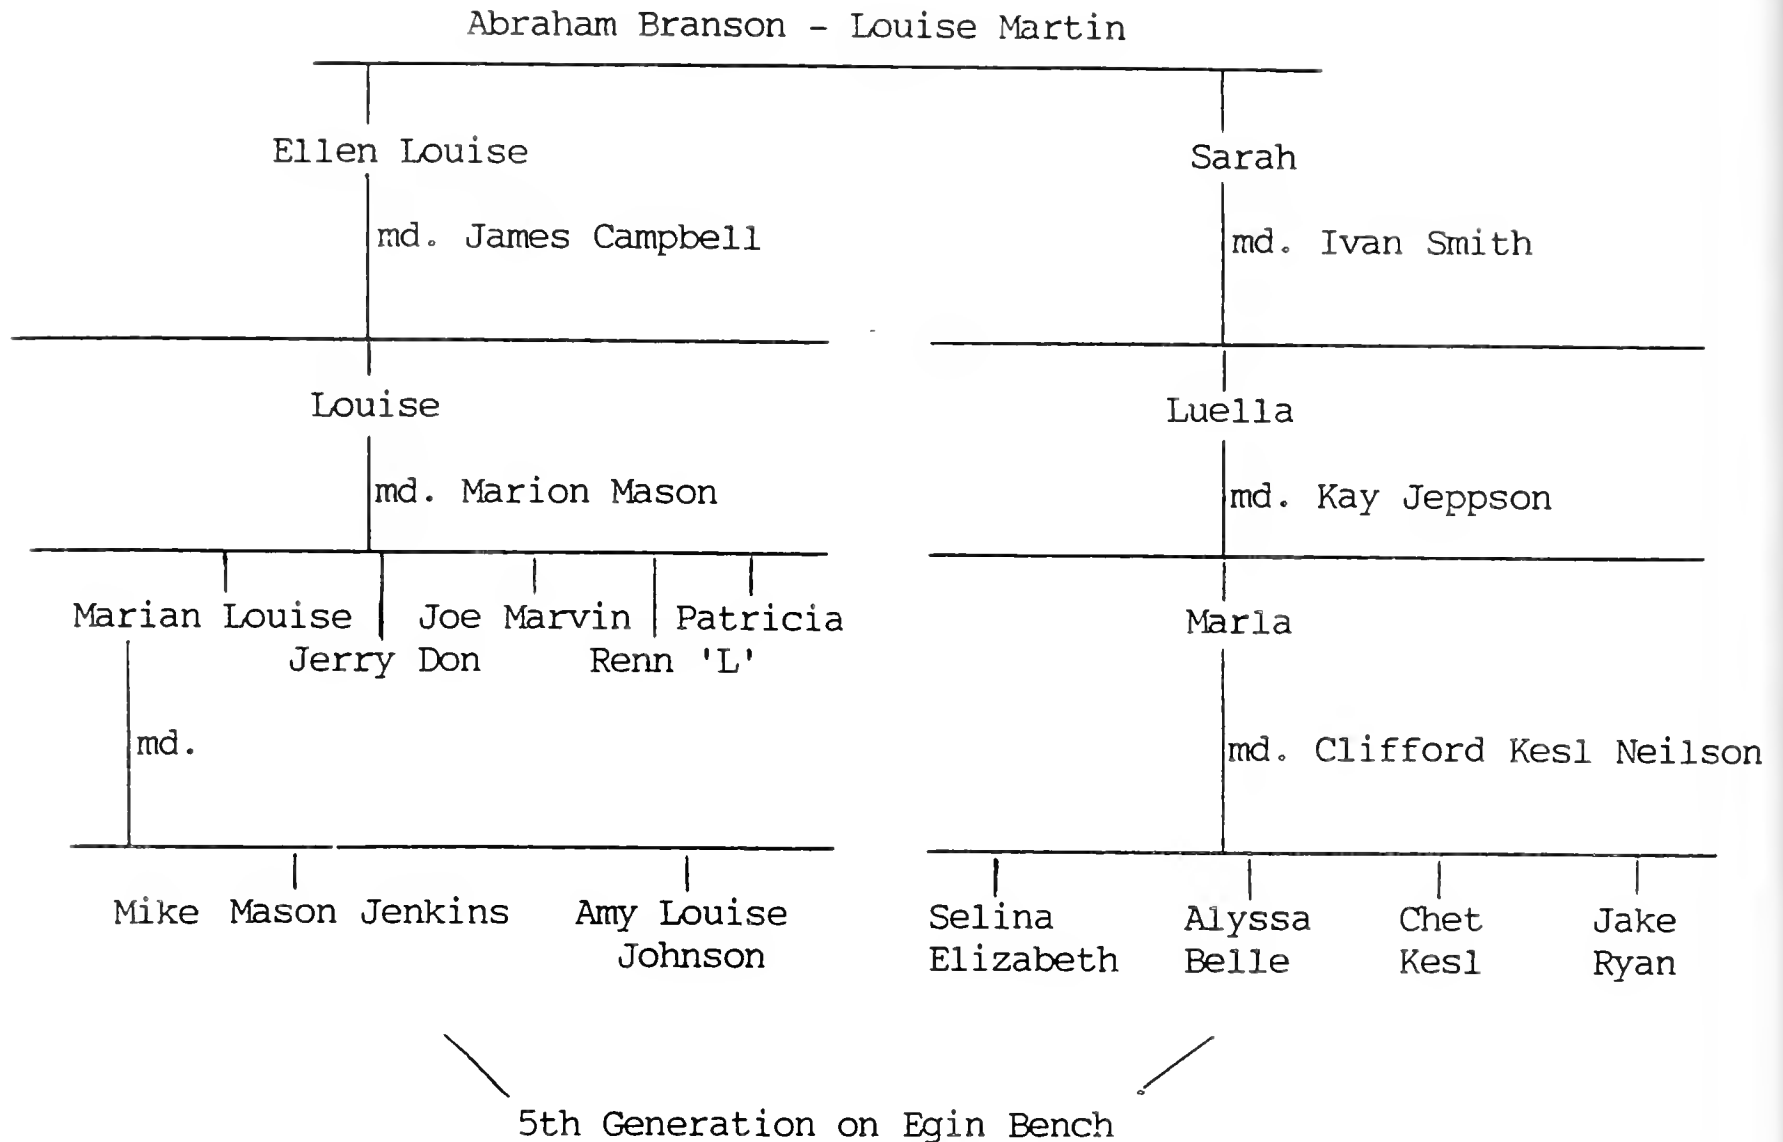 Abraham Branson - Louise Martin
Ellen Louise
Sarah
md. James Campbell
md. Ivan Smith
Louise
Luella
md. Marion Mason
md. Kay Jeppson
Marian Louise
Joe Marvin
Patricia
Marla
Jerry Don
Renn 'L'
md.
md. Clifford Kesl Neilson
Mike Mason Jenkins
Amy Louise
Johnson
Selina
Elizabeth
Alyssa
Belle
Chet
Kesl
Jake
Ryan
5th Generation on Egin Bench